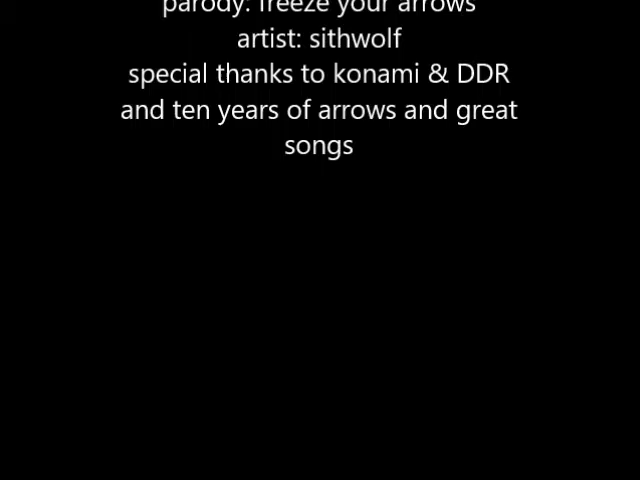 parody: freeze your arrows
artist: sithwolf
special thanks to konami & DDR
and ten years of arrows and great
songs